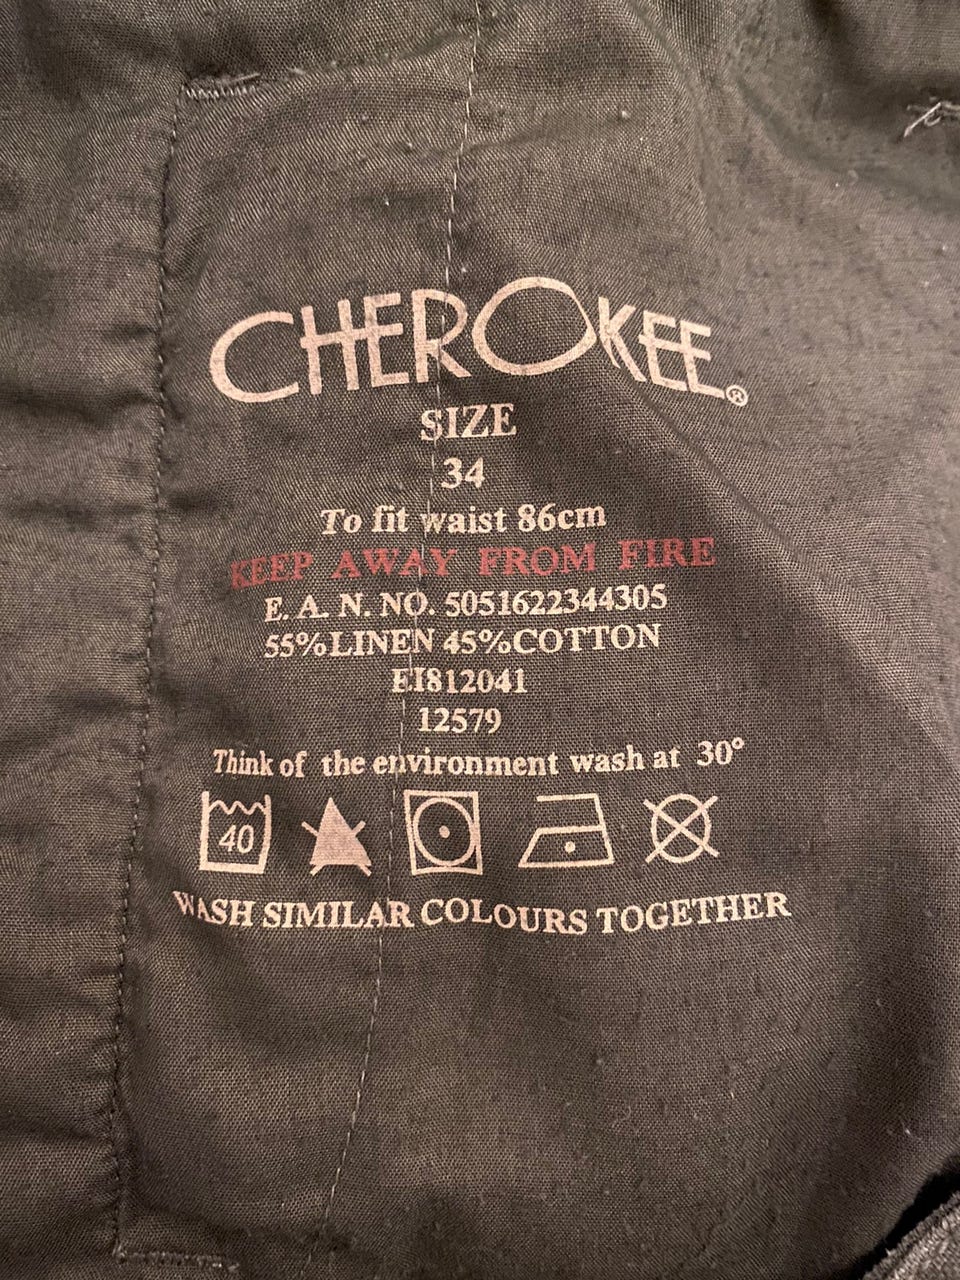 CHEROKEE®
SIZE
34
To fit waist 86cm
KEEP AWAY FROM FIRE
E. A. N. NO. 5051622344305
55%LINEN 45%COTTON
EI812041
12579
Think of the environment wash at 30°
40
WASH SIMILAR COLOURS TOGETHER